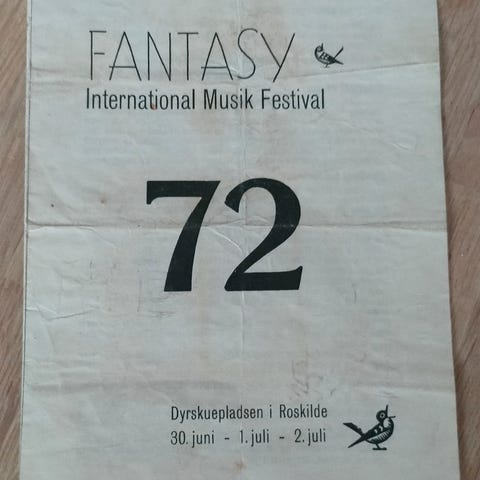 FANTASY
International Musik Festival
72
Dyrskuepladsen i Roskilde
30. juni - 1. juli - 2. juli